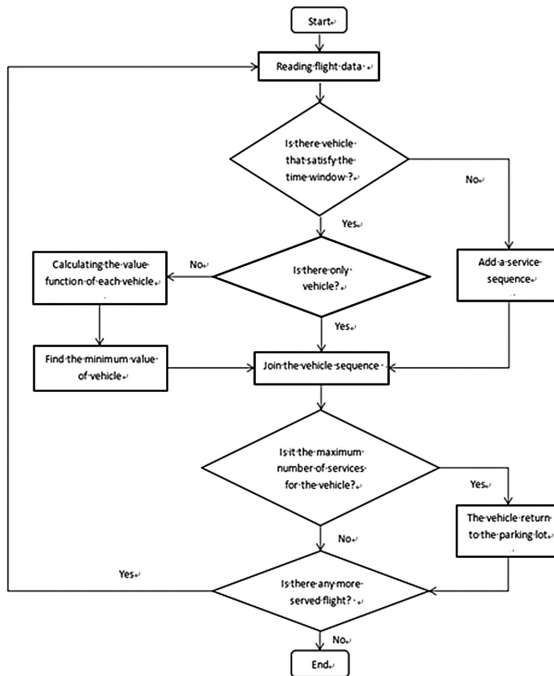 Start
Reading flight data
Is there vehicle
that satisfy the
time window ?
No
Yes
Calculating the value
function of each vehicle
.
No
Is there only
vehicle?
Add a service
sequence
.
Yes
Find the minimum value
of vehicle
Join the vehicle sequence
Is it the maximum
number of services
for the vehicle?
Yes
The vehicle return
to the parking lot
.
No
Yes
Is there any more
served flight?
No
End